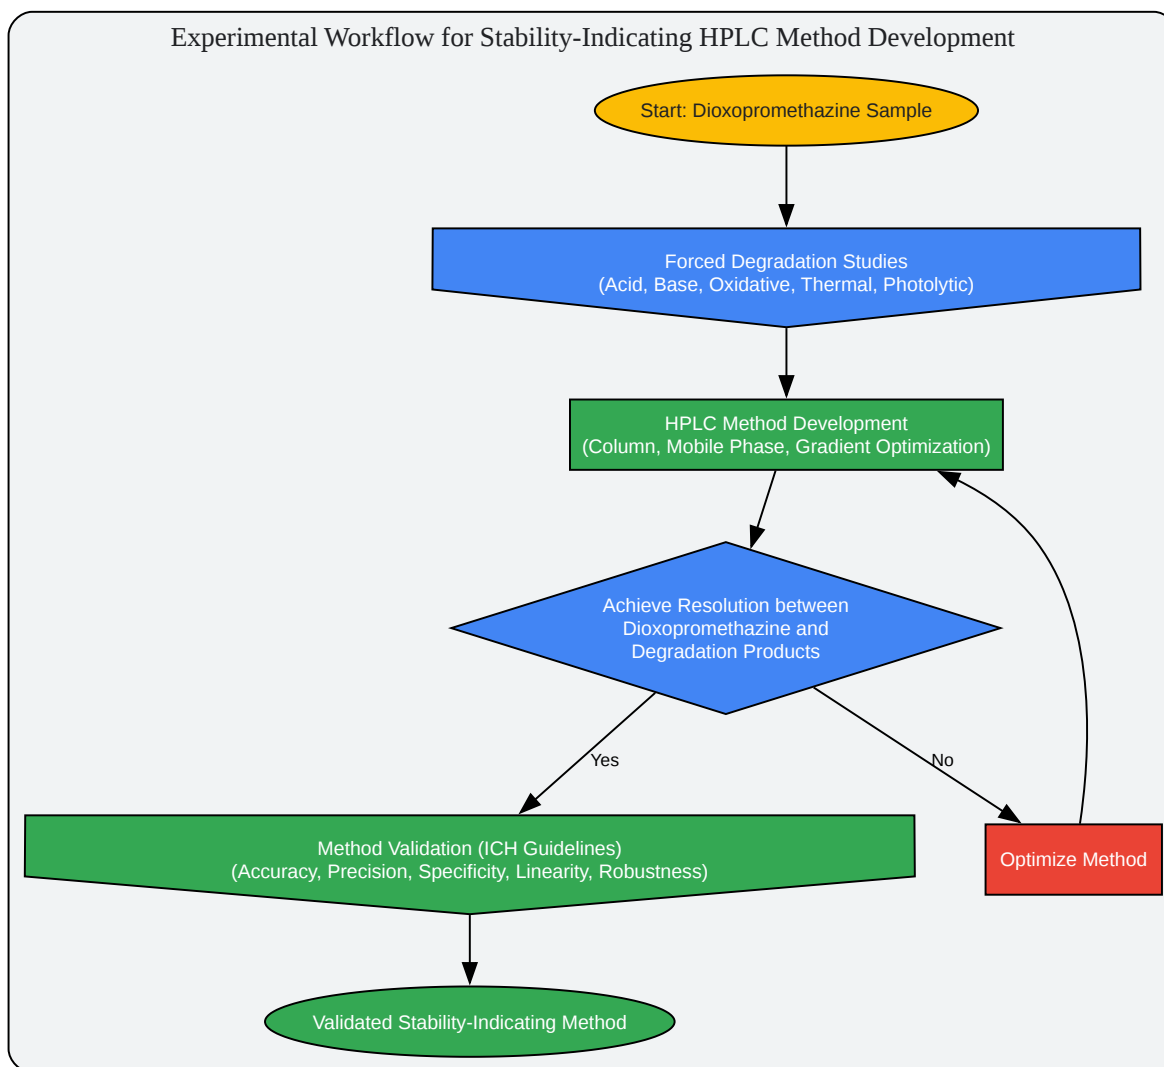 Experimental Workflow for Stability-Indicating HPLC Method Development
Start: Dioxopromethazine Sample
Forced Degradation Studies
(Acid, Base, Oxidative, Thermal, Photolytic)
HPLC Method Development
(Column, Mobile Phase, Gradient Optimization)
Achieve Resolution between
Dioxopromethazine and
Degradation Products
Yes
No
Method Validation (ICH Guidelines)
(Accuracy, Precision, Specificity, Linearity, Robustness)
Optimize Method
Validated Stability-Indicating Method